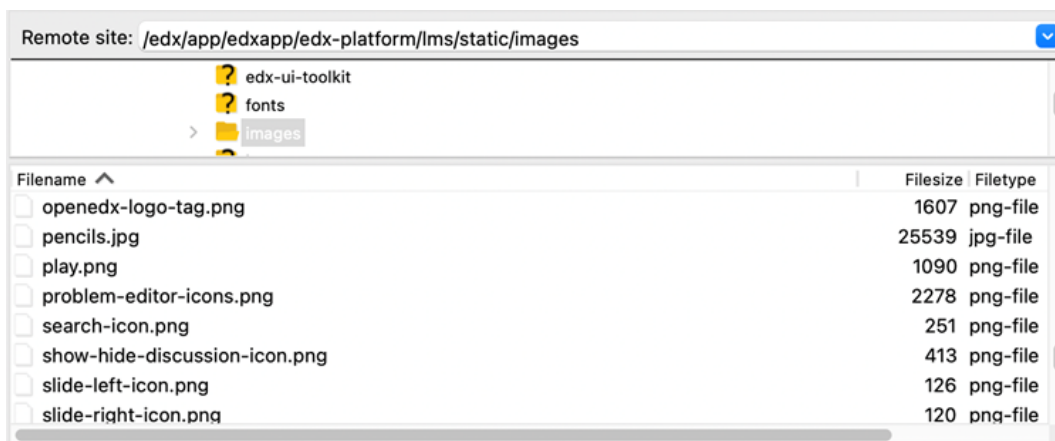 Remote site: /edx/app/edxapp/edx-platform/lms/static/images
edx-ui-toolkit
fonts
images
Filename Filesize Filetype
openedx-logo-tag.png 1607 png-file
pencils.jpg 25539 jpg-file
play.png 1090 png-file
problem-editor-icons.png 2278 png-file
search-icon.png 251 png-file
show-hide-discussion-icon.png 413 png-file
slide-left-icon.png 126 png-file
slide-right-icon.png 120 png-file